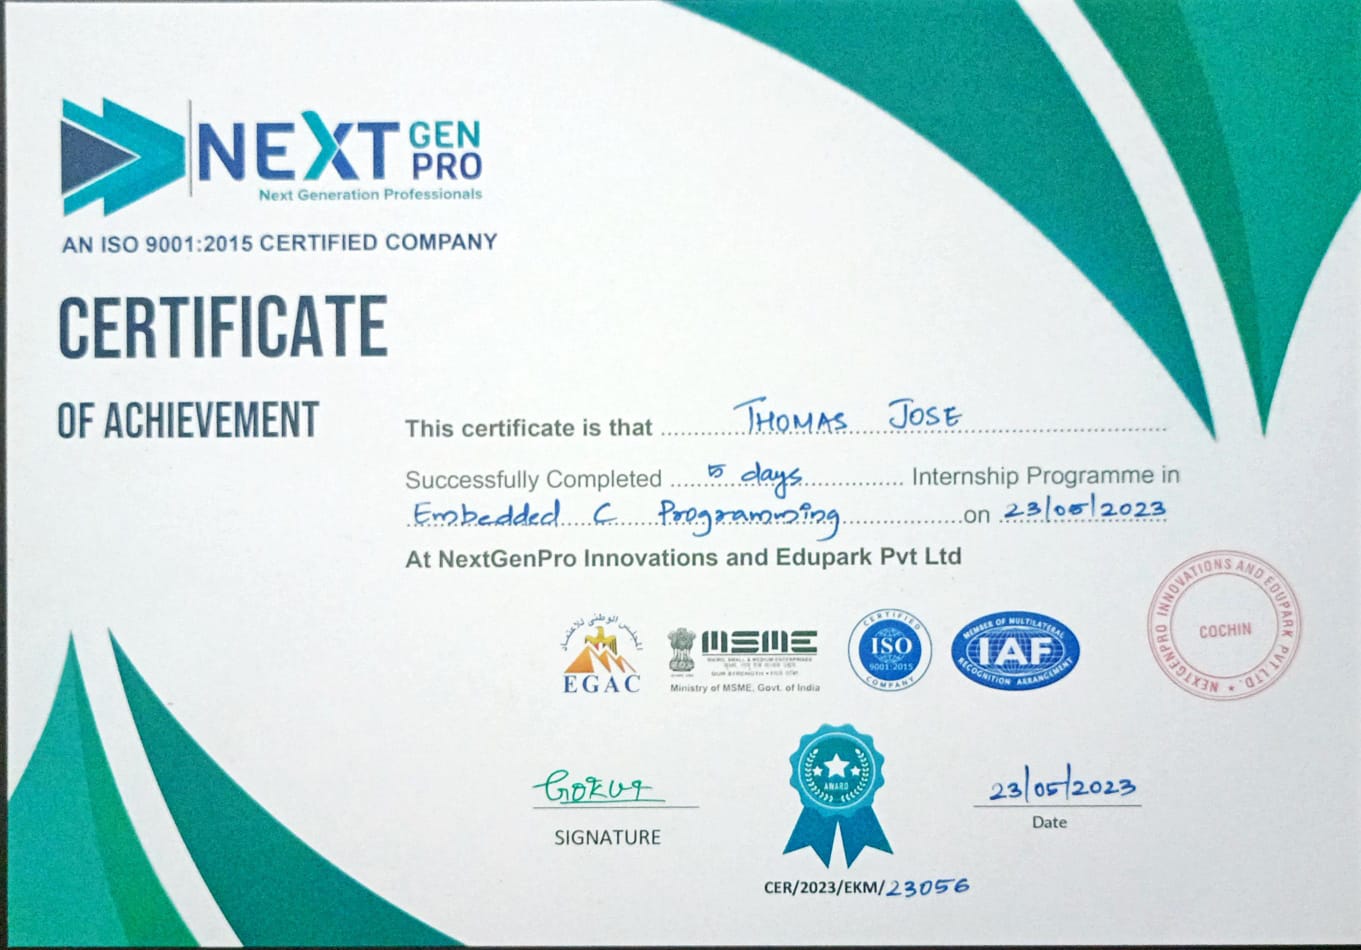 NEXT GEN PRO
Next Generation Professionals
AN ISO 9001:2015 CERTIFIED COMPANY
CERTIFICATE
OF ACHIEVEMENT
This certificate is that THOMAS JOSE
Successfully Completed 5 days Internship Programme in
Embedded C Programming on 23/05/2023
At NextGenPro Innovations and Edupark Pvt Ltd
المجلس الوطني للاعتماد
EGAC
MSME
MICRO, SMALL & MEDIUM ENTERPRISES
OUR STRENGTH •
Ministry of MSME, Govt. of India
CERTIFIED
ISO
9001:2015
COMPANY
MEMBER OF MULTILATERAL
IAF
RECOGNITION ARRANGEMENT
NEXTGENPRO INNOVATIONS AND EDUPARK PVT LTD. ★
COCHIN
SIGNATURE
AWARD
23/05/2023
Date
CER/2023/EKM/23056